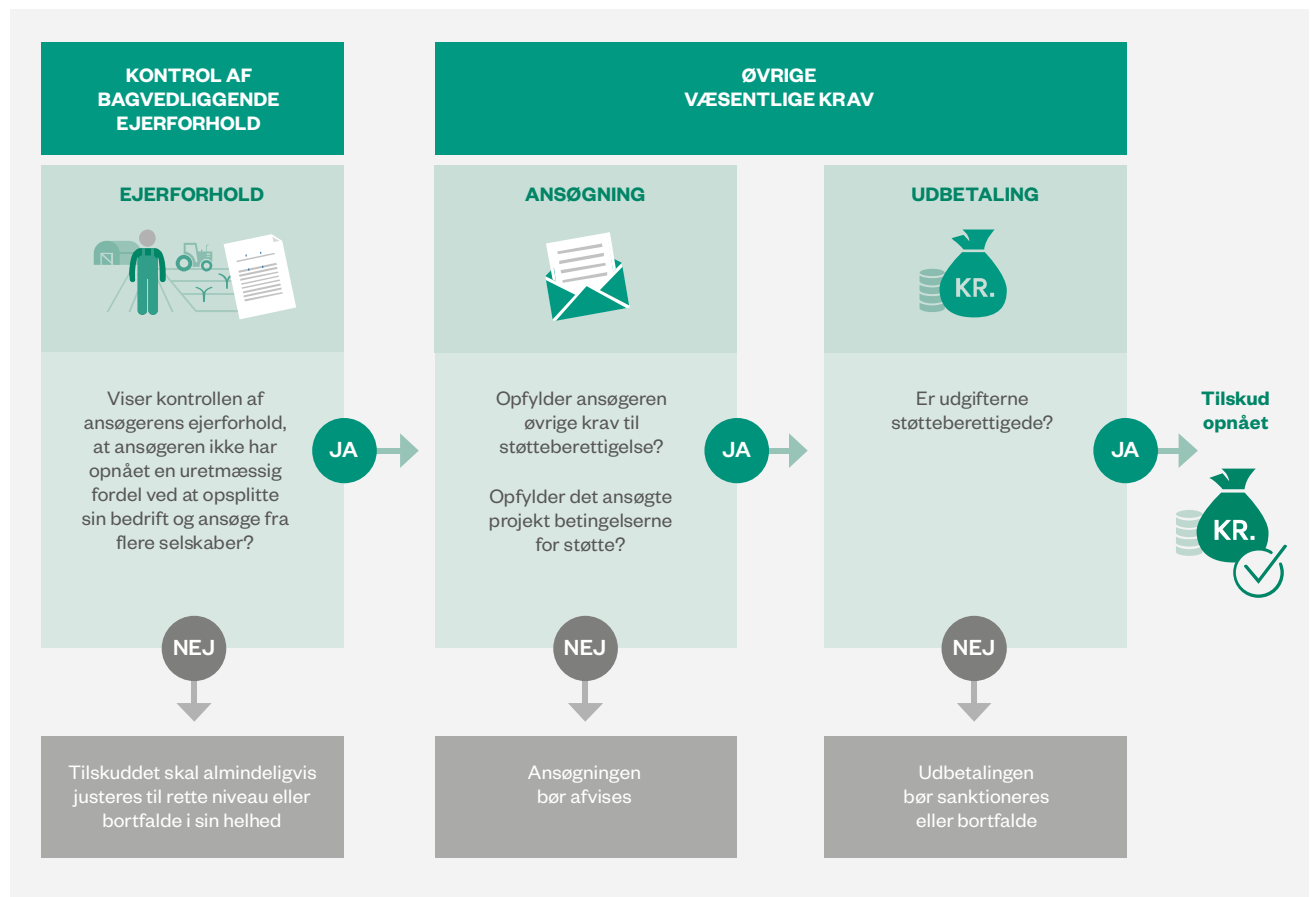 KONTROL AF
BAGVEDLIGGENDE
EJERFORHOLD
ØVRIGE
VÆSENTLIGE KRAV
EJERFORHOLD
Viser kontrollen af
ansøgerens ejerforhold,
at ansøgeren ikke har
opnået en uretmæssig
fordel ved at opsplitte
sin bedrift og ansøge fra
flere selskaber?
JA
NEJ
Tilskuddet skal almindeligvis
justeres til rette niveau eller
bortfalde i sin helhed
ANSØGNING
Opfylder ansøgeren
øvrige krav til
støtteberettigelse?
Opfylder det ansøgte
projekt betingelserne
for støtte?
JA
NEJ
Ansøgningen
bør afvises
UDBETALING
KR.
Er udgifterne
støtteberettigede?
JA
NEJ
Udbetalingen
bør sanktioneres
eller bortfalde
Tilskud
opnået
KR.